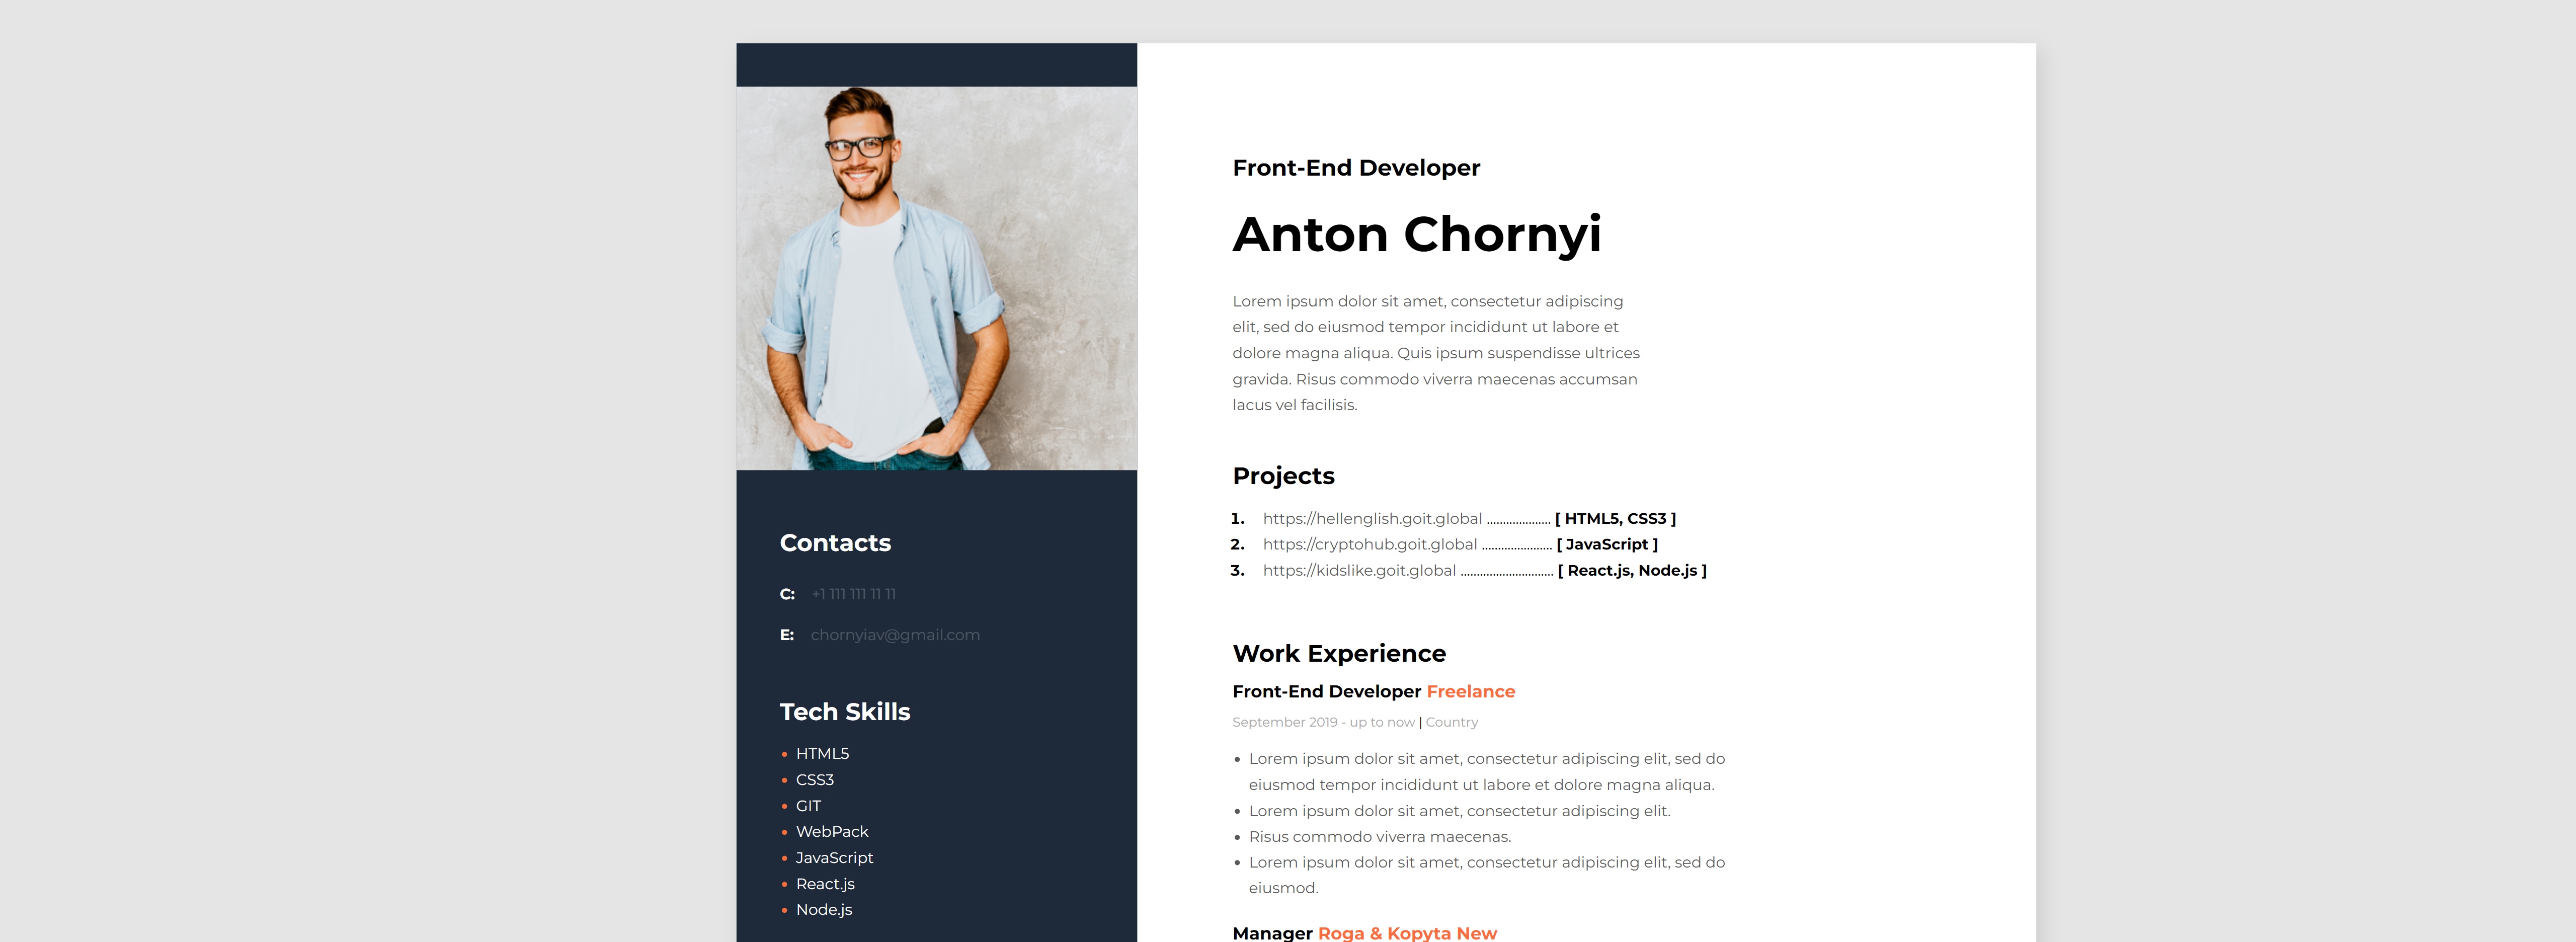 Contacts
C: +1 111 111 11 11
E: chornyiav@gmail.com
Tech Skills
• HTML5
• CSS3
• GIT
• WebPack
• JavaScript
• React.js
• Node.js
Front-End Developer
Anton Chornyi
Lorem ipsum dolor sit amet, consectetur adipiscing
elit, sed do eiusmod tempor incididunt ut labore et
dolore magna aliqua. Quis ipsum suspendisse ultrices
gravida. Risus commodo viverra maecenas accumsan
lacus vel facilisis.
Projects
1. https://hellenglish.goit.global .................... [ HTML5, CSS3 ]
2. https://cryptohub.goit.global ...................... [ JavaScript ]
3. https://kidslike.goit.global ............................. [ React.js, Node.js ]
Work Experience
Front-End Developer Freelance
September 2019 - up to now | Country
• Lorem ipsum dolor sit amet, consectetur adipiscing elit, sed do
eiusmod tempor incididunt ut labore et dolore magna aliqua.
• Lorem ipsum dolor sit amet, consectetur adipiscing elit.
• Risus commodo viverra maecenas.
• Lorem ipsum dolor sit amet, consectetur adipiscing elit, sed do
eiusmod.
Manager Roga & Kopyta New